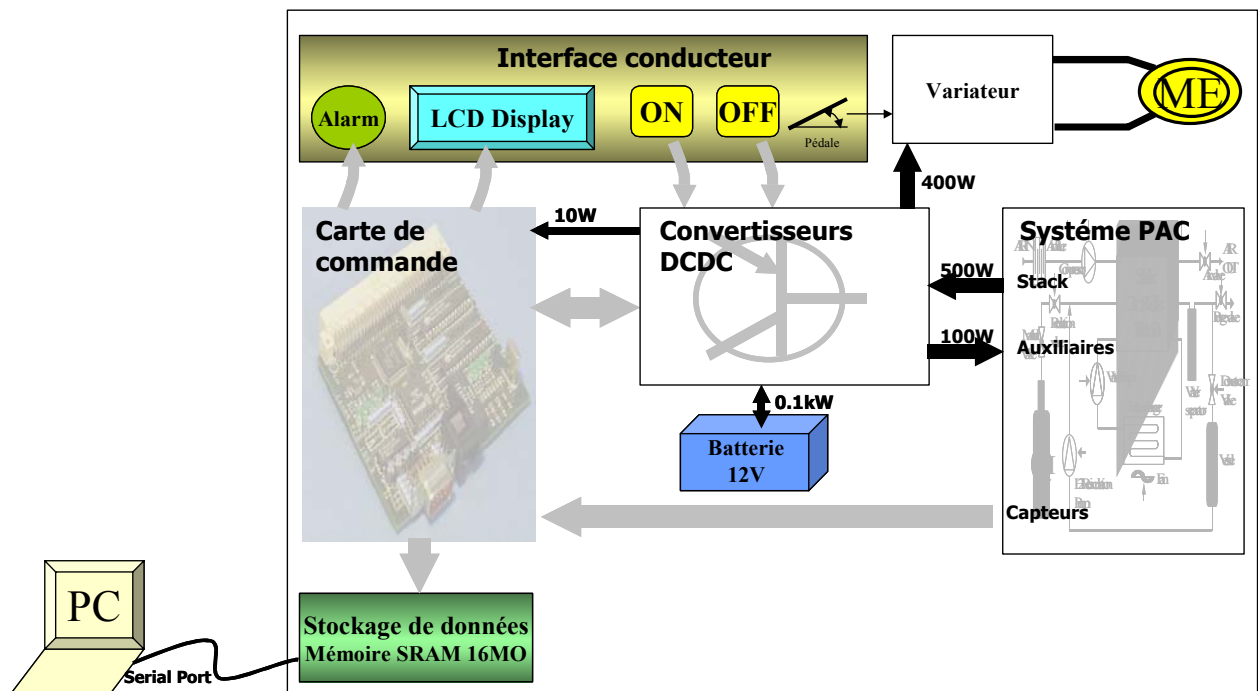 Interface conducteur
Alarm
LCD Display
ON
OFF
Pédale
Variateur
ME
400W
10W
Carte de
commande
Convertisseurs
DCDC
Systéme PAC
500W
Stack
100W
Auxiliaires
0.1kW
Batterie
12V
Capteurs
Fan
PC
Serial Port
Stockage de données
Mémoire SRAM 16MO